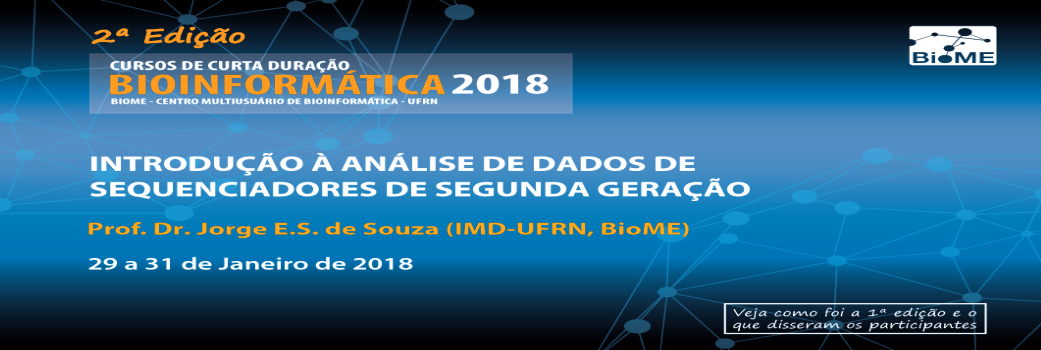 2ª Edição
CURSOS DE CURTA DURAÇÃO
BIOINFORMÁTICA 2018
BIOME - CENTRO MULTIUSUÁRIO DE BIOINFORMÁTICA - UFRN
BiOME
INTRODUÇÃO À ANÁLISE DE DADOS DE
SEQUENCIADORES DE SEGUNDA GERAÇÃO
Prof. Dr. Jorge E.S. de Souza (IMD-UFRN, BioME)
29 a 31 de Janeiro de 2018
Veja como foi a 1ª edição e o
que disseram os participantes